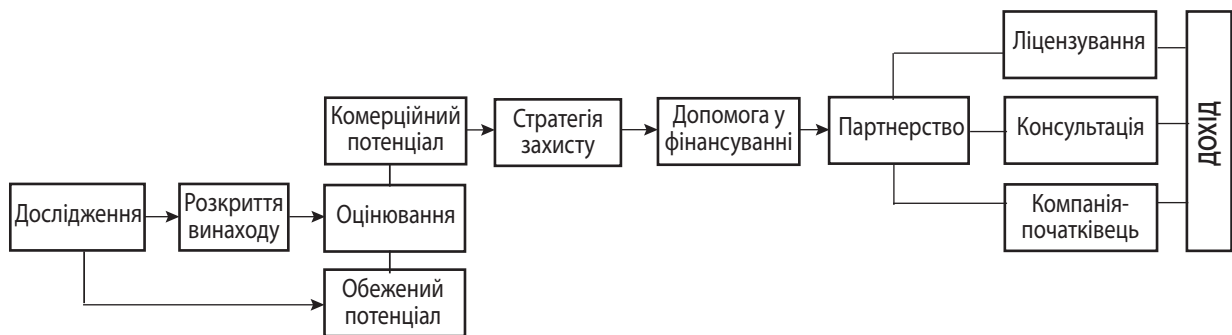 Дослідження
Розкриття
винаходу
Комерційний
потенціал
Оцінювання
Обежений
потенціал
Стратегія
захисту
Допомога у
фінансуванні
Партнерство
Ліцензування
Консультація
Компанія-
початківець
ДОХІД